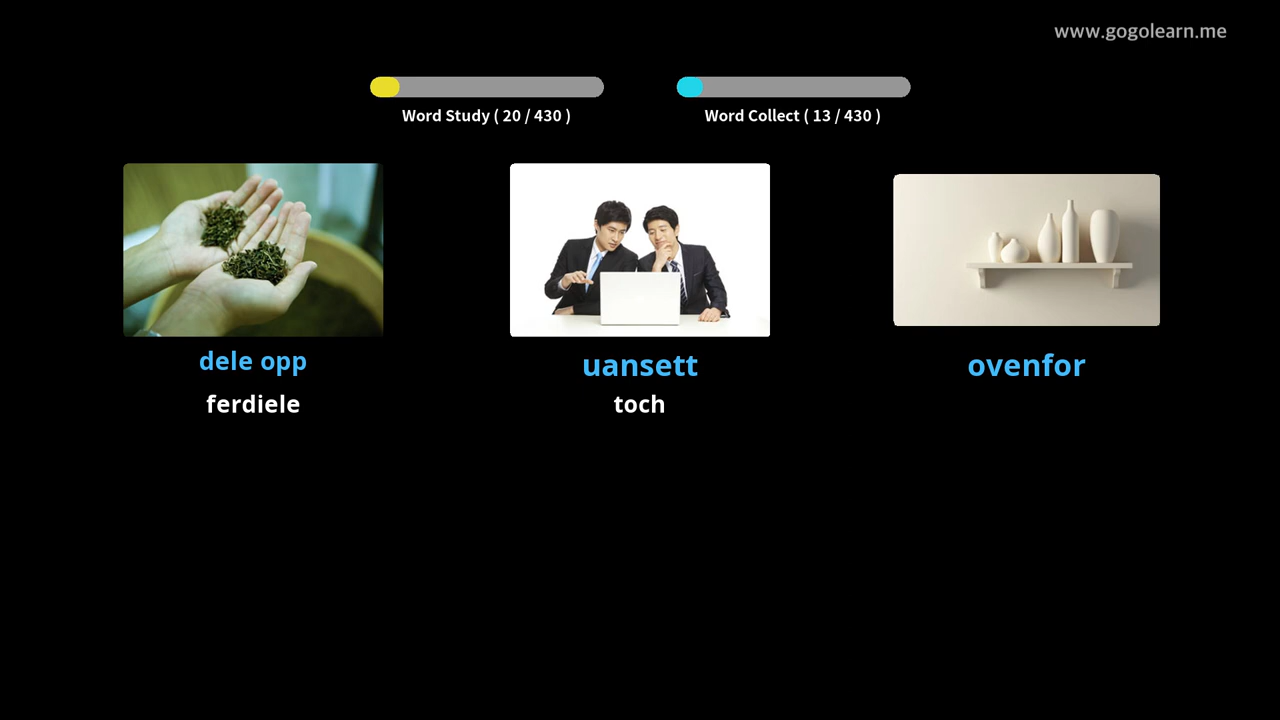 www.gogolearn.me
Word Study ( 20 / 430 )
Word Collect ( 13 / 430 )
dele opp
ferdiele
uansett
toch
ovenfor